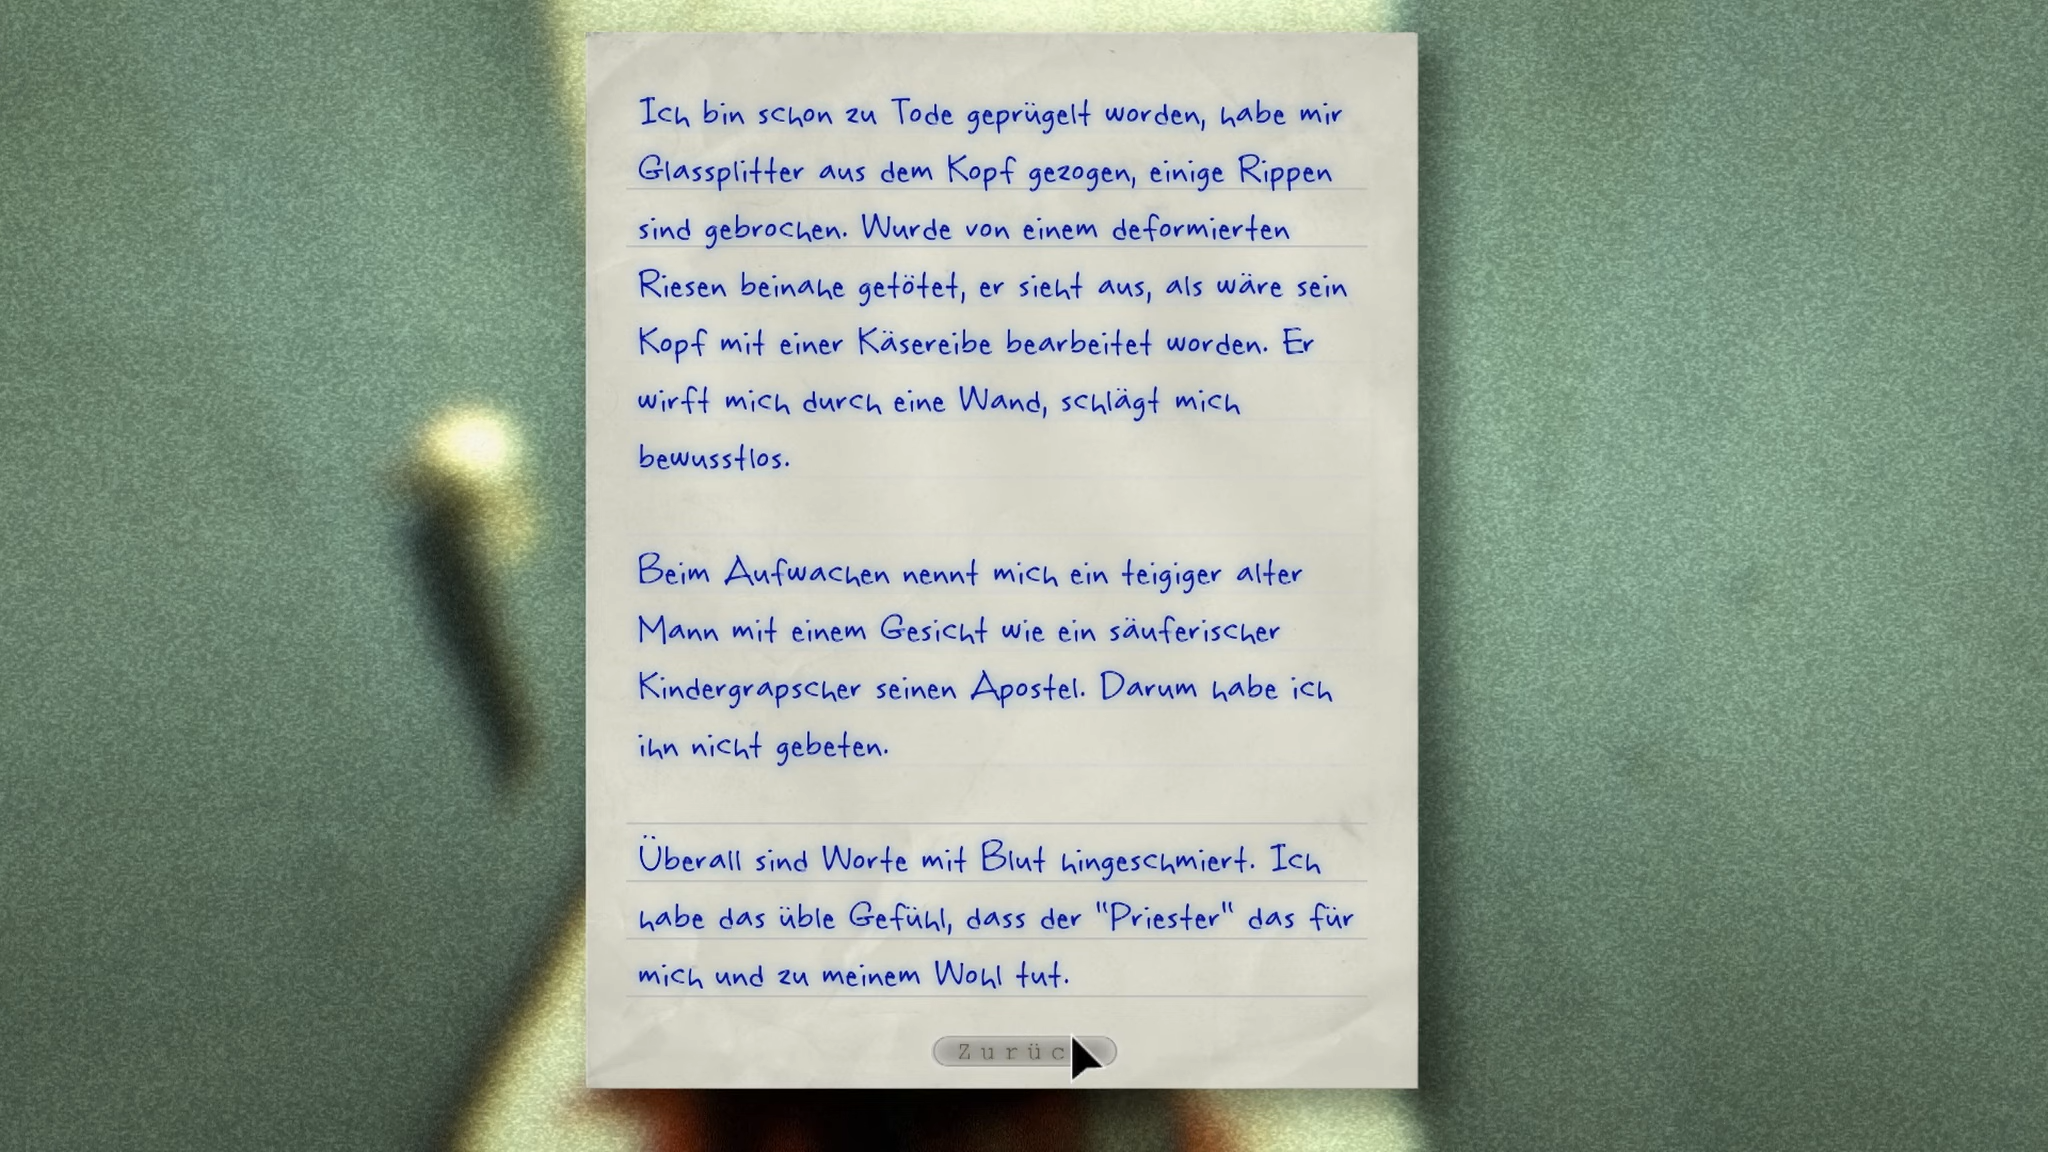 Ich bin schon zu Tode geprügelt worden, habe mir
Glassplitter aus dem Kopf gezogen, einige Rippen
sind gebrochen. Wurde von einem deformierten
Riesen beinahe getötet, er sieht aus, als wäre sein
Kopf mit einer Käsereibe bearbeitet worden. Er
wirft mich durch eine Wand, schlägt mich
bewusstlos.
Beim Aufwachen nennt mich ein teigiger alter
Mann mit einem Gesicht wie ein säuferischer
Kindergrapscher seinen Apostel. Darum habe ich
ihn nicht gebeten.
Überall sind Worte mit Blut hingeschmiert. Ich
habe das üble Gefühl, dass der "Priester" das für
mich und zu meinem Wohl tut.
Zurüc